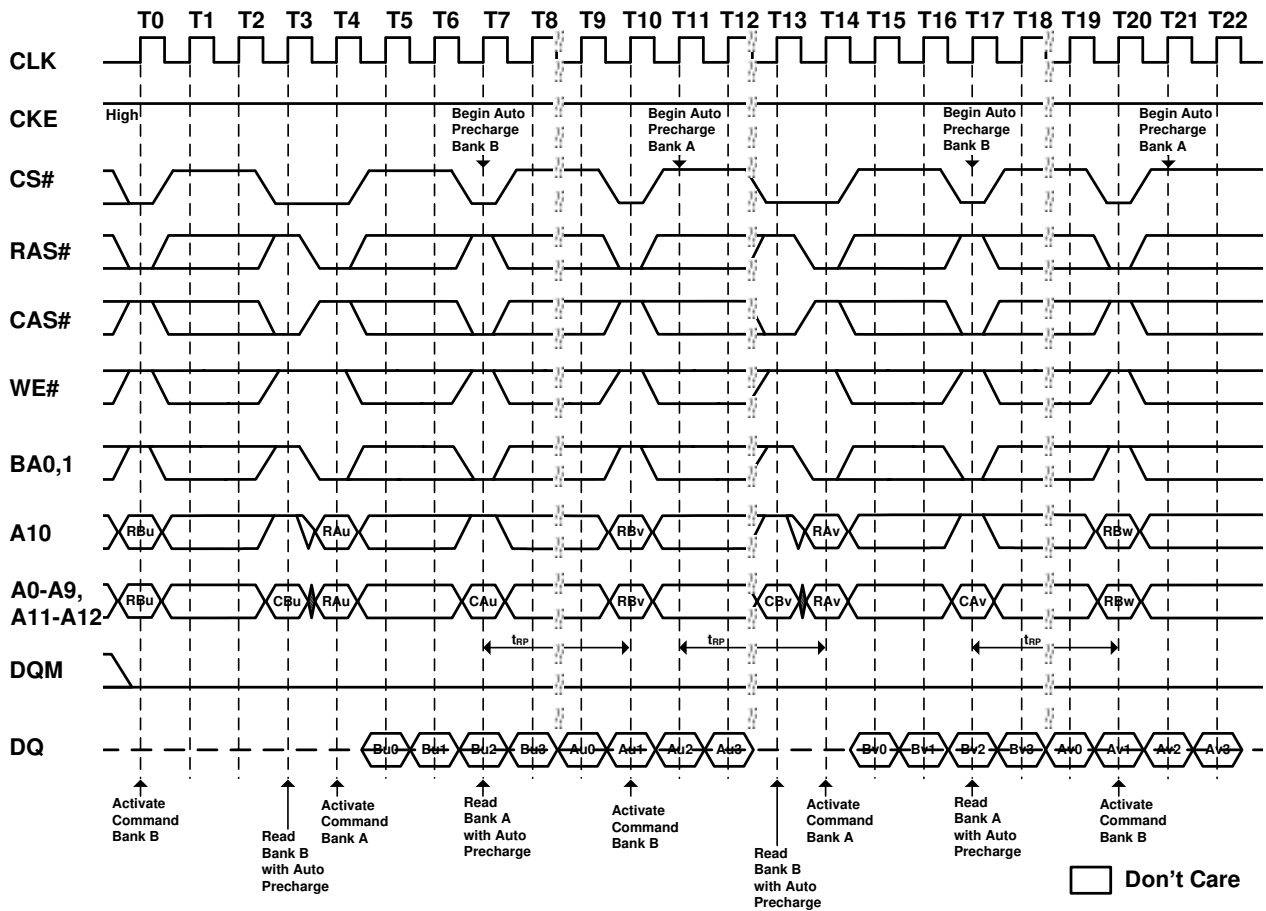 T0 T1 T2 T3 T4 T5 T6 T7 T8 T9 T10 T11 T12 T13 T14 T15 T16 T17 T18 T19 T20 T21 T22
CLK
CKE
High
Begin Auto
Precharge
Bank B
Begin Auto
Precharge
Bank A
Begin Auto
Precharge
Bank B
Begin Auto
Precharge
Bank A
CS#
RAS#
CAS#
WE#
BA0,1
A10
RBu RAu RBv RAv RBw
A0-A9,
A11-A12
RBu CBu RAu CAu RBv CBv RAv CAv RBw
tRP tRP tRP
DQM
DQ
Bu0 Bu1 Bu2 Bu3 Au0 Au1 Au2 Au3 Bv0 Bv1 Bv2 Bv3 Av0 Av1 Av2 Av3
Activate
Command
Bank B
Read
Bank B
with Auto
Precharge
Activate
Command
Bank A
Read
Bank A
with Auto
Precharge
Activate
Command
Bank B
Read
Bank B
with Auto
Precharge
Activate
Command
Bank A
Read
Bank A
with Auto
Precharge
Activate
Command
Bank B
Don't Care